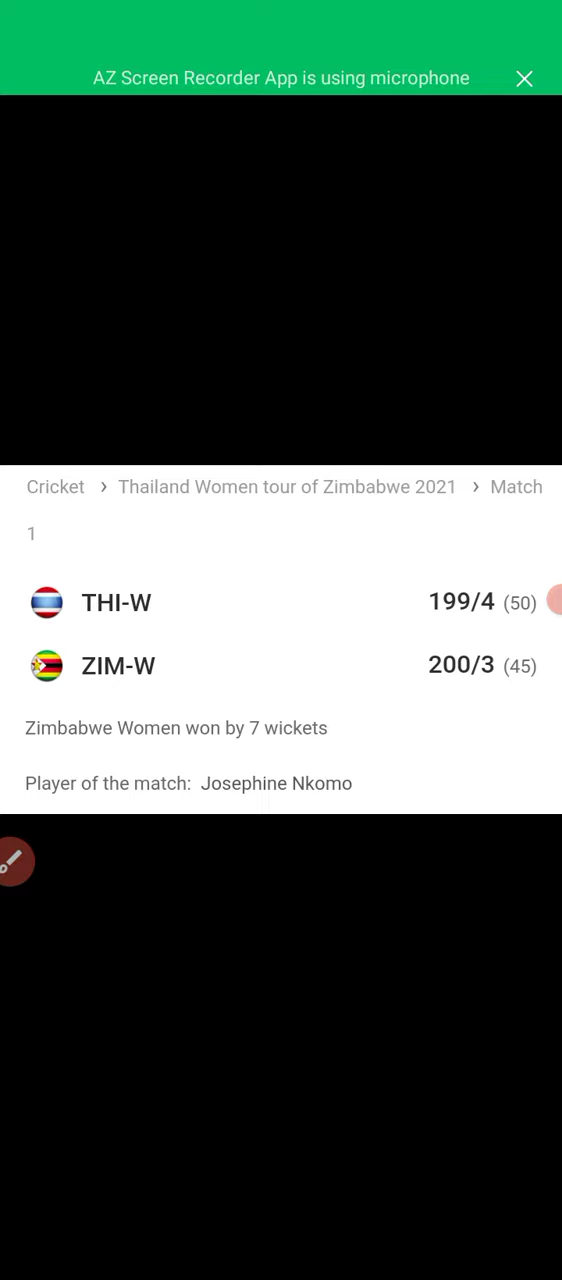 AZ Screen Recorder App is using microphone
Cricket > Thailand Women tour of Zimbabwe 2021 > Match
1
THI-W 199/4 (50)
ZIM-W 200/3 (45)
Zimbabwe Women won by 7 wickets
Player of the match: Josephine Nkomo